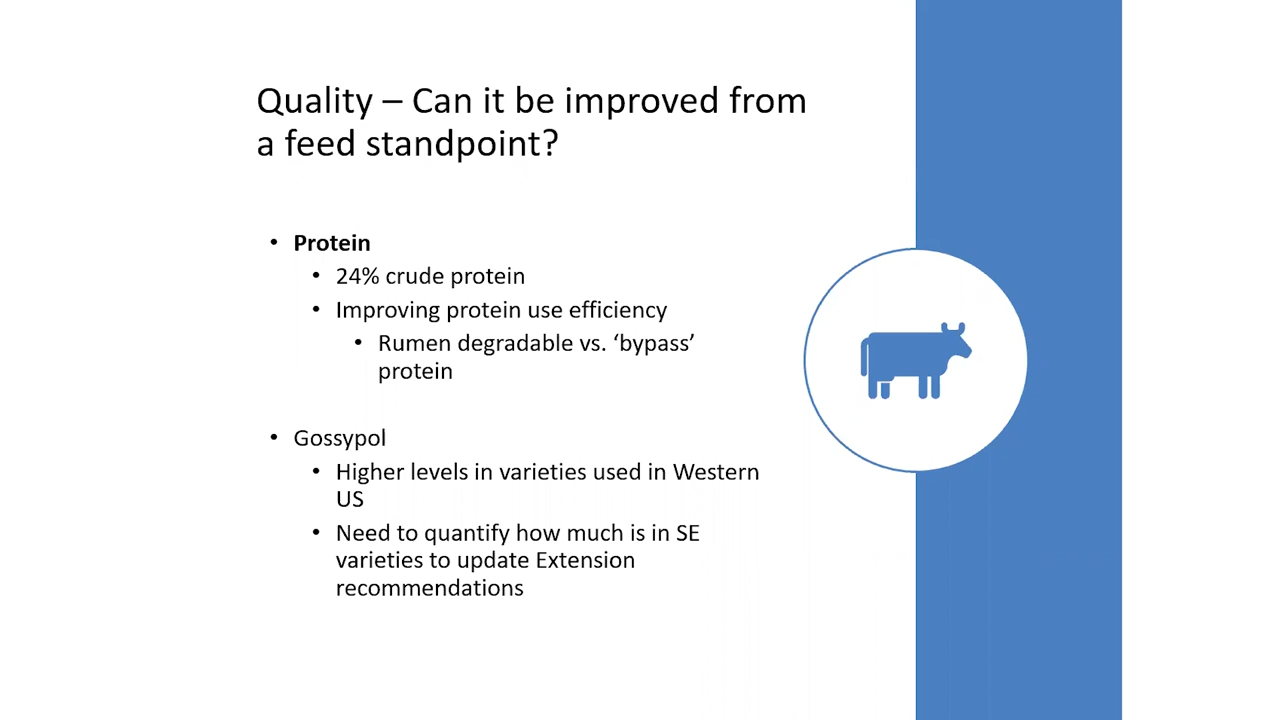 Quality – Can it be improved from
a feed standpoint?
• Protein
• 24% crude protein
• Improving protein use efficiency
• Rumen degradable vs. ‘bypass’
protein
• Gossypol
• Higher levels in varieties used in Western
US
• Need to quantify how much is in SE
varieties to update Extension
recommendations